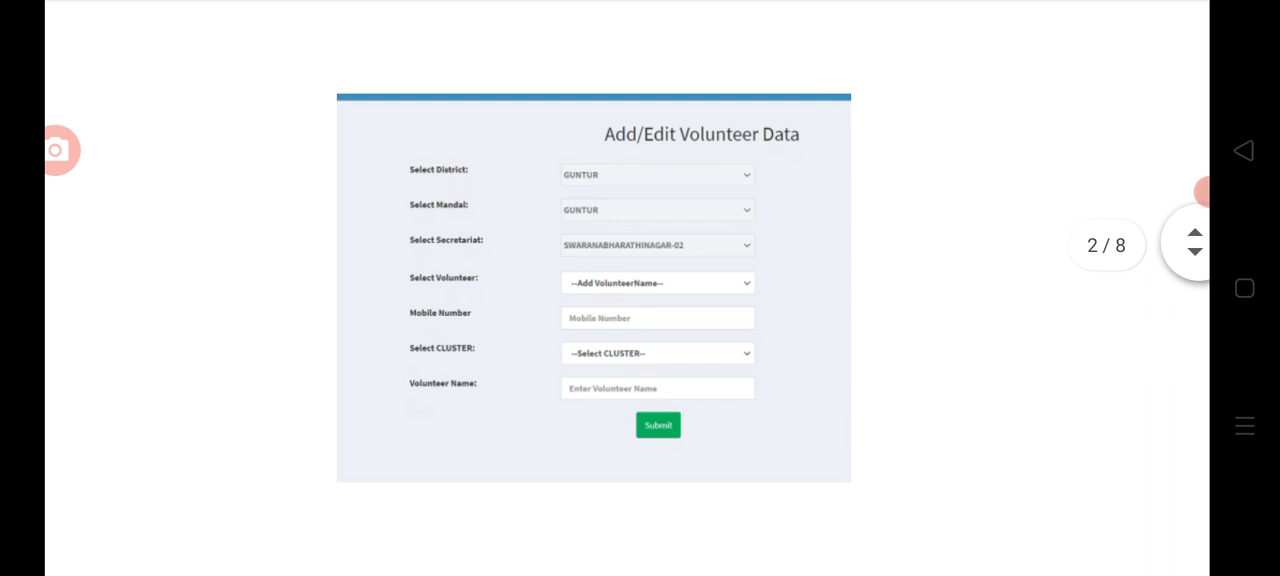 Add/Edit Volunteer Data
Select District: GUNTUR
Select Mandal: GUNTUR
Select Secretariat: SWARANABHARATHINAGAR-02
Select Volunteer: --Add VolunteerName--
Mobile Number Mobile Number
Select CLUSTER: --Select CLUSTER--
Volunteer Name: Enter Volunteer Name
Submit
2 / 8